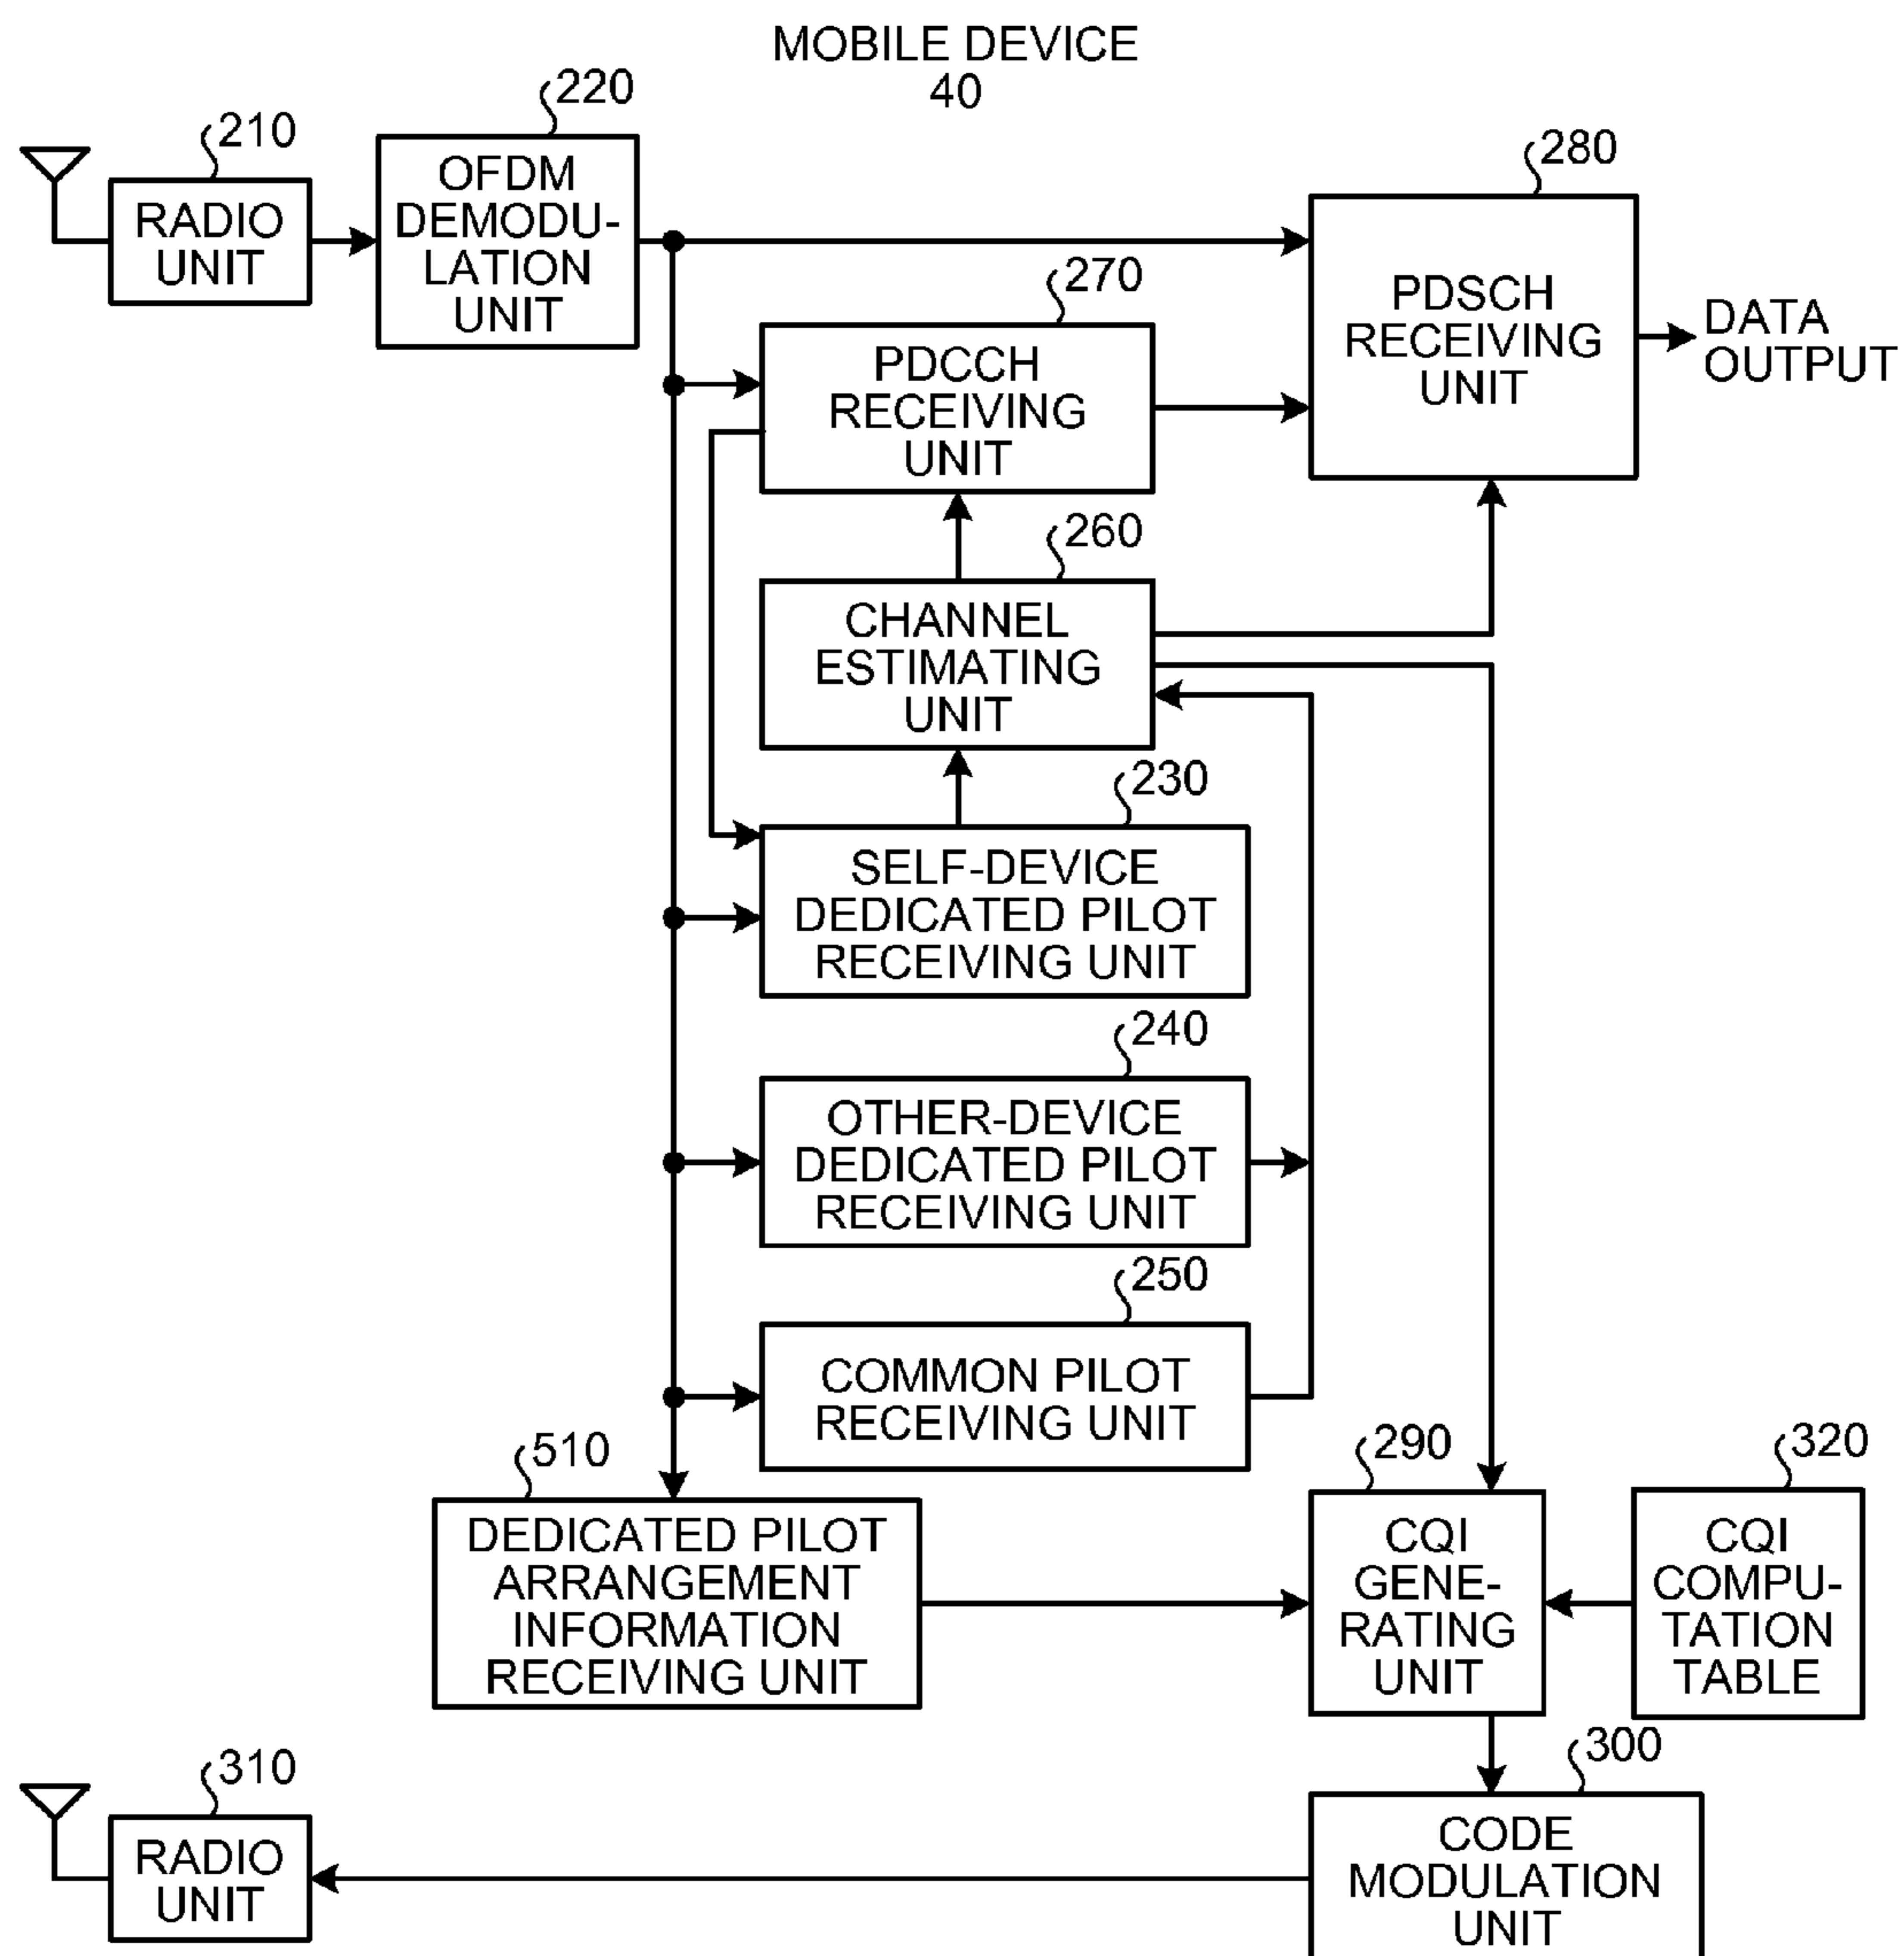 MOBILE DEVICE
40
220
210
280
OFDM
DEMODU-
LATION
UNIT
RADIO
UNIT
270
PDSCH
RECEIVING
UNIT
DATA
OUTPUT
PDCCH
RECEIVING
UNIT
260
CHANNEL
ESTIMATING
UNIT
230
SELF-DEVICE
DEDICATED PILOT
RECEIVING UNIT
240
OTHER-DEVICE
DEDICATED PILOT
RECEIVING UNIT
250
COMMON PILOT
RECEIVING UNIT
510
290
320
DEDICATED PILOT
ARRANGEMENT
INFORMATION
RECEIVING UNIT
CQI
GENE-
RATING
UNIT
CQI
COMPU-
TATION
TABLE
310
300
RADIO
UNIT
CODE
MODULATION
UNIT